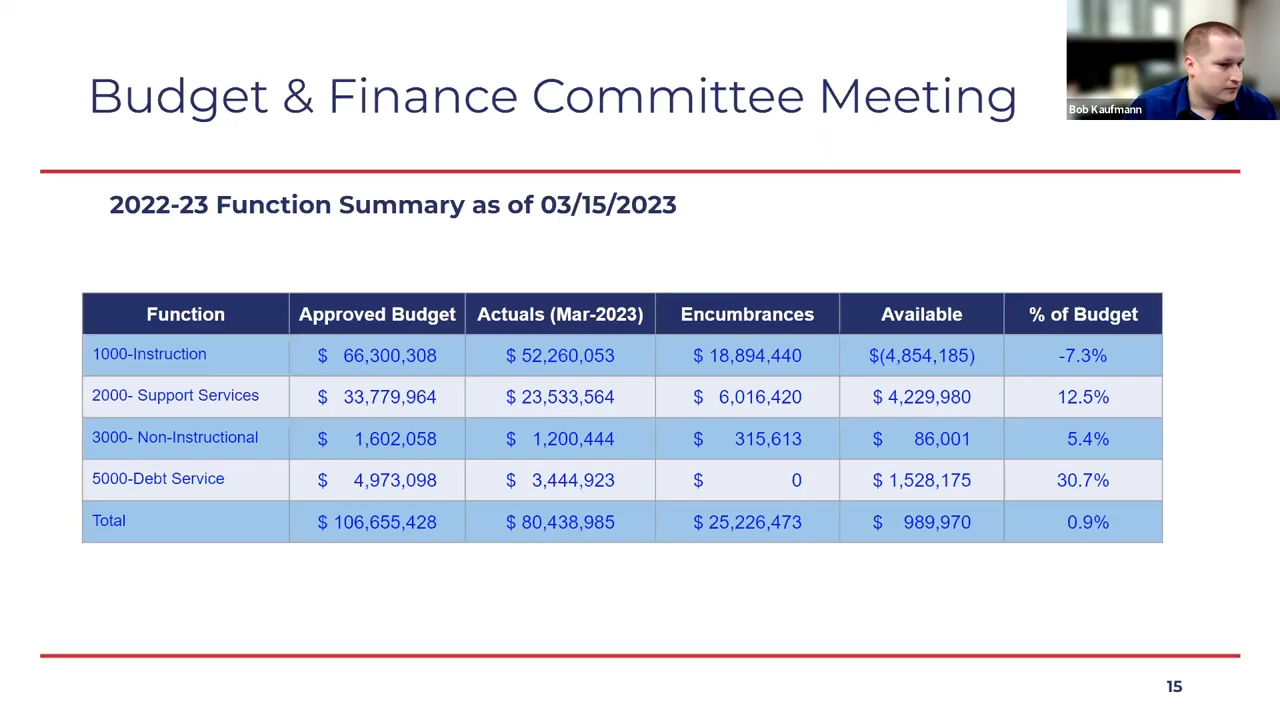 Budget & Finance Committee Meeting
Bob Kaufmann
2022-23 Function Summary as of 03/15/2023
Function Approved Budget Actuals (Mar-2023) Encumbrances Available % of Budget
1000-Instruction $ 66,300,308 $ 52,260,053 $ 18,894,440 $(4,854,185) -7.3%
2000- Support Services $ 33,779,964 $ 23,533,564 $ 6,016,420 $ 4,229,980 12.5%
3000- Non-Instructional $ 1,602,058 $ 1,200,444 $ 315,613 $ 86,001 5.4%
5000-Debt Service $ 4,973,098 $ 3,444,923 $ 0 $ 1,528,175 30.7%
Total $ 106,655,428 $ 80,438,985 $ 25,226,473 $ 989,970 0.9%
15